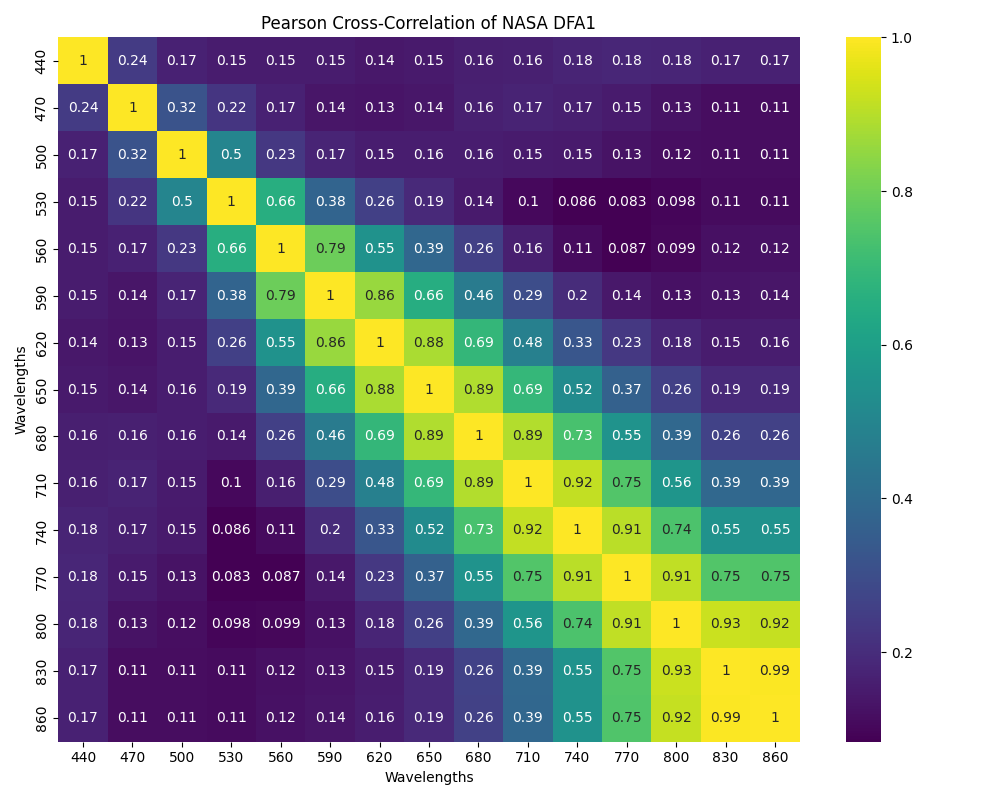 Pearson Cross-Correlation of NASA DFA1
440 1 0.24 0.17 0.15 0.15 0.15 0.14 0.15 0.16 0.16 0.18 0.18 0.18 0.17 0.17
470 0.24 1 0.32 0.22 0.17 0.14 0.13 0.14 0.16 0.17 0.17 0.15 0.13 0.11 0.11
500 0.17 0.32 1 0.5 0.23 0.17 0.15 0.16 0.16 0.15 0.15 0.13 0.12 0.11 0.11
530 0.15 0.22 0.5 1 0.66 0.38 0.26 0.19 0.14 0.1 0.086 0.083 0.098 0.11 0.11
560 0.15 0.17 0.23 0.66 1 0.79 0.55 0.39 0.26 0.16 0.11 0.087 0.099 0.12 0.12
590 0.15 0.14 0.17 0.38 0.79 1 0.86 0.66 0.46 0.29 0.2 0.14 0.13 0.13 0.14
620 0.14 0.13 0.15 0.26 0.55 0.86 1 0.88 0.69 0.48 0.33 0.23 0.18 0.15 0.16
650 0.15 0.14 0.16 0.19 0.39 0.66 0.88 1 0.89 0.69 0.52 0.37 0.26 0.19 0.19
680 0.16 0.16 0.16 0.14 0.26 0.46 0.69 0.89 1 0.89 0.73 0.55 0.39 0.26 0.26
710 0.16 0.17 0.15 0.1 0.16 0.29 0.48 0.69 0.89 1 0.92 0.75 0.56 0.39 0.39
740 0.18 0.17 0.15 0.086 0.11 0.2 0.33 0.52 0.73 0.92 1 0.91 0.74 0.55 0.55
770 0.18 0.15 0.13 0.083 0.087 0.14 0.23 0.37 0.55 0.75 0.91 1 0.91 0.75 0.75
800 0.18 0.13 0.12 0.098 0.099 0.13 0.18 0.26 0.39 0.56 0.74 0.91 1 0.93 0.92
830 0.17 0.11 0.11 0.11 0.12 0.13 0.15 0.19 0.26 0.39 0.55 0.75 0.93 1 0.99
860 0.17 0.11 0.11 0.11 0.12 0.14 0.16 0.19 0.26 0.39 0.55 0.75 0.92 0.99 1
440 470 500 530 560 590 620 650 680 710 740 770 800 830 860
Wavelengths
Wavelengths
1.0
0.8
0.6
0.4
0.2